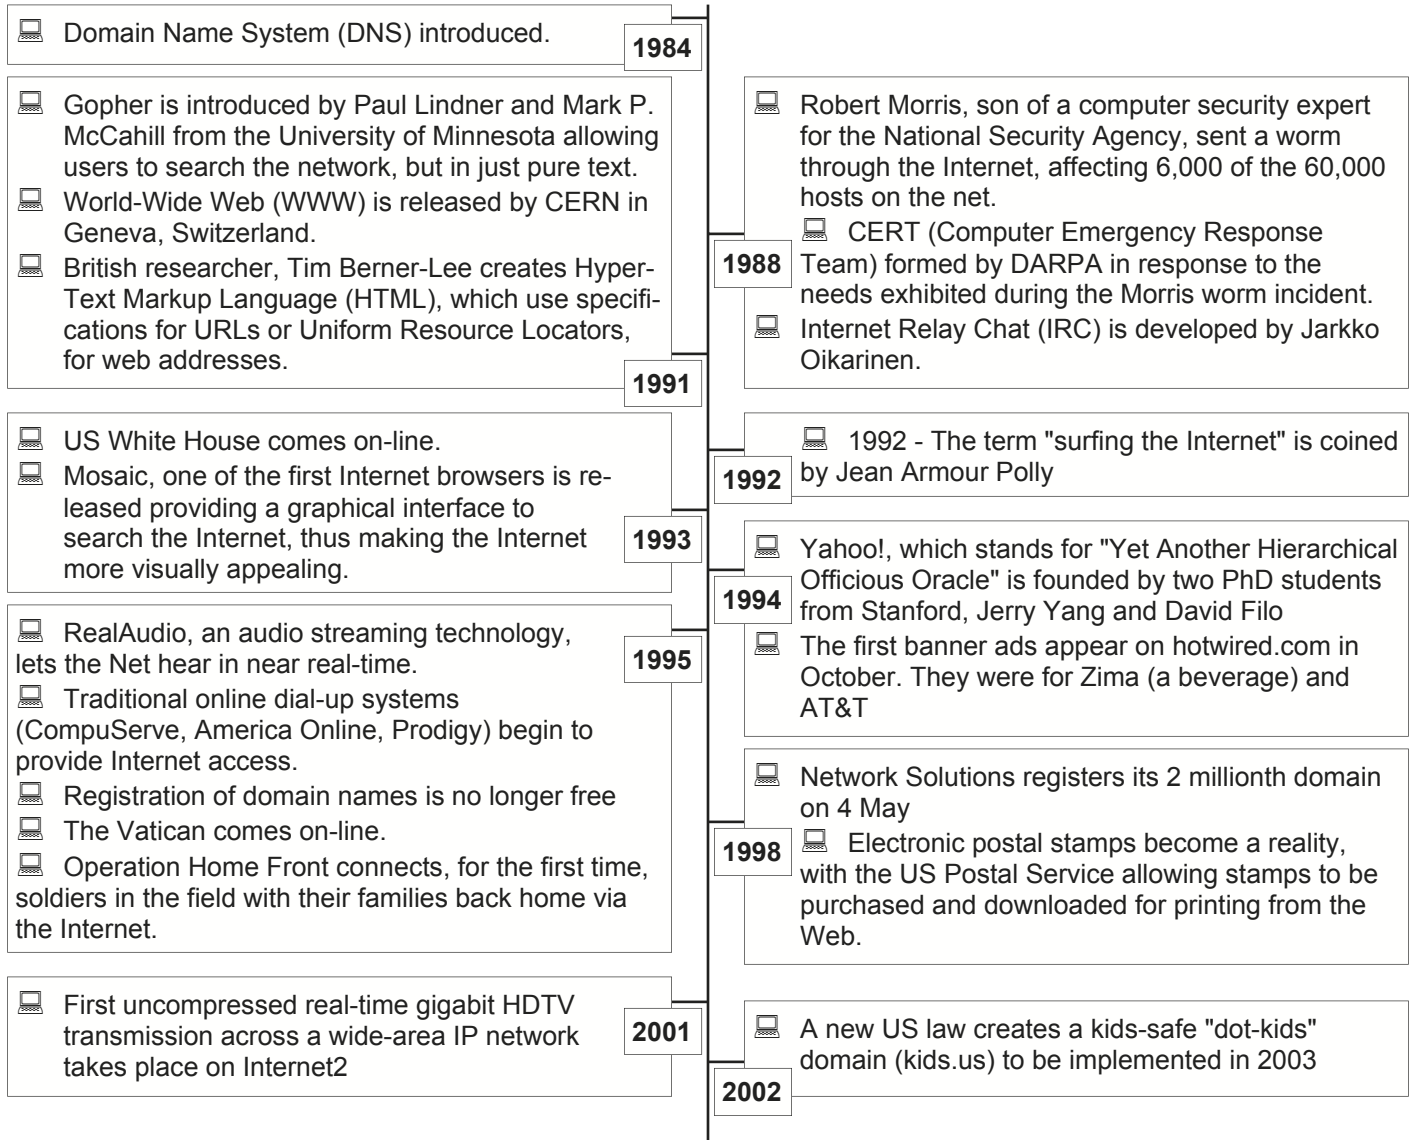 Domain Name System (DNS) introduced.
1984
Gopher is introduced by Paul Lindner and Mark P.
McCahill from the University of Minnesota allowing
users to search the network, but in just pure text.
World-Wide Web (WWW) is released by CERN in
Geneva, Switzerland.
British researcher, Tim Berner-Lee creates Hyper-
Text Markup Language (HTML), which use specifi-
cations for URLs or Uniform Resource Locators,
for web addresses.
1991
Robert Morris, son of a computer security expert
for the National Security Agency, sent a worm
through the Internet, affecting 6,000 of the 60,000
hosts on the net.
CERT (Computer Emergency Response
Team) formed by DARPA in response to the
needs exhibited during the Morris worm incident.
Internet Relay Chat (IRC) is developed by Jarkko
Oikarinen.
1988
US White House comes on-line.
Mosaic, one of the first Internet browsers is re-
leased providing a graphical interface to
search the Internet, thus making the Internet
more visually appealing.
1993
1992 - The term "surfing the Internet" is coined
by Jean Armour Polly
1992
Yahoo!, which stands for "Yet Another Hierarchical
Officious Oracle" is founded by two PhD students
from Stanford, Jerry Yang and David Filo
The first banner ads appear on hotwired.com in
October. They were for Zima (a beverage) and
AT&T
1994
RealAudio, an audio streaming technology,
lets the Net hear in near real-time.
Traditional online dial-up systems
(CompuServe, America Online, Prodigy) begin to
provide Internet access.
Registration of domain names is no longer free
The Vatican comes on-line.
Operation Home Front connects, for the first time,
soldiers in the field with their families back home via
the Internet.
1995
Network Solutions registers its 2 millionth domain
on 4 May
Electronic postal stamps become a reality,
with the US Postal Service allowing stamps to be
purchased and downloaded for printing from the
Web.
1998
First uncompressed real-time gigabit HDTV
transmission across a wide-area IP network
takes place on Internet2
2001
A new US law creates a kids-safe "dot-kids"
domain (kids.us) to be implemented in 2003
2002